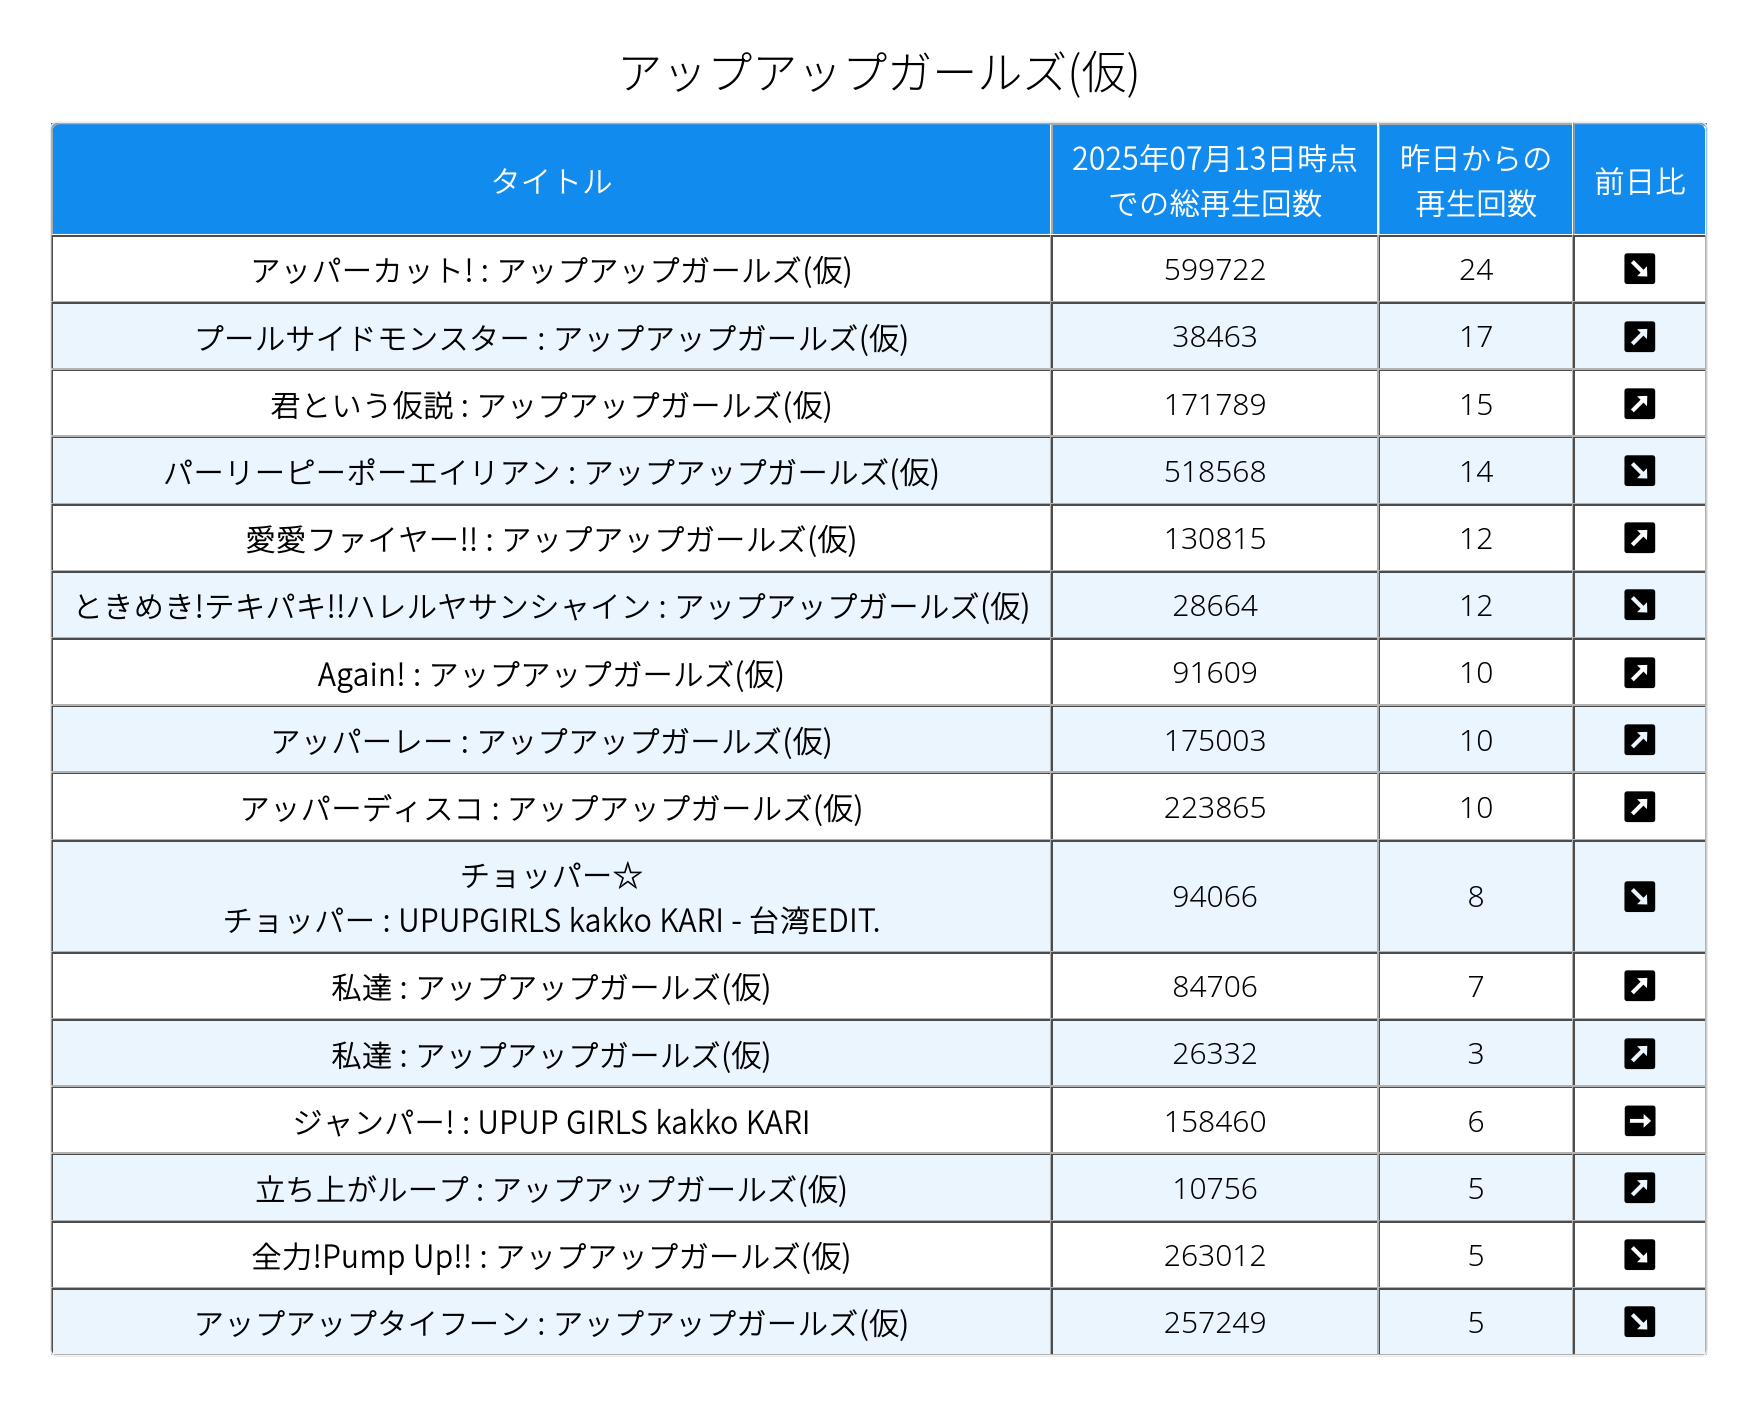 アップアップガールズ(仮)
タイトル 2025年07月13日時点での総再生回数 昨日からの再生回数 前日比
アッパーカット! : アップアップガールズ(仮) 599722 24 ↘
プールサイドモンスター : アップアップガールズ(仮) 38463 17 ↗
君という仮説 : アップアップガールズ(仮) 171789 15 ↗
パーリーピーポーエイリアン : アップアップガールズ(仮) 518568 14 ↘
愛愛ファイヤー!! : アップアップガールズ(仮) 130815 12 ↗
ときめき!テキパキ!!ハレルヤサンシャイン : アップアップガールズ(仮) 28664 12 ↘
Again! : アップアップガールズ(仮) 91609 10 ↗
アッパーレー : アップアップガールズ(仮) 175003 10 ↗
アッパーディスコ : アップアップガールズ(仮) 223865 10 ↗
チョッパー☆
チョッパー : UPUPGIRLS kakko KARI - 台湾EDIT. 94066 8 ↘
私達 : アップアップガールズ(仮) 84706 7 ↗
私達 : アップアップガールズ(仮) 26332 3 ↗
ジャンパー! : UPUP GIRLS kakko KARI 158460 6 →
立ち上がループ : アップアップガールズ(仮) 10756 5 ↗
全力!Pump Up!! : アップアップガールズ(仮) 263012 5 ↘
アップアップタイフーン : アップアップガールズ(仮) 257249 5 ↘